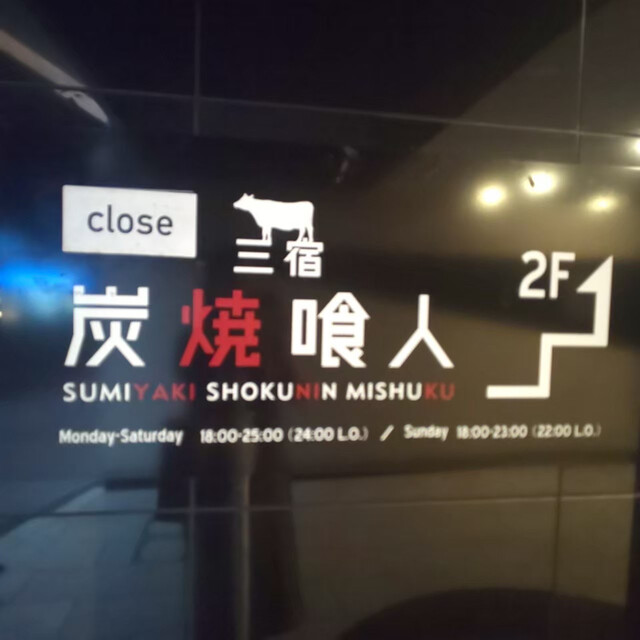 close
三宿
炭焼喰人
2F
SUMIYAKI SHOKUNIN MISHUKU
Monday-Saturday 18:00-25:00 (24:00 L.O.) / Sunday 18:00-23:00 (22:00 L.O.)